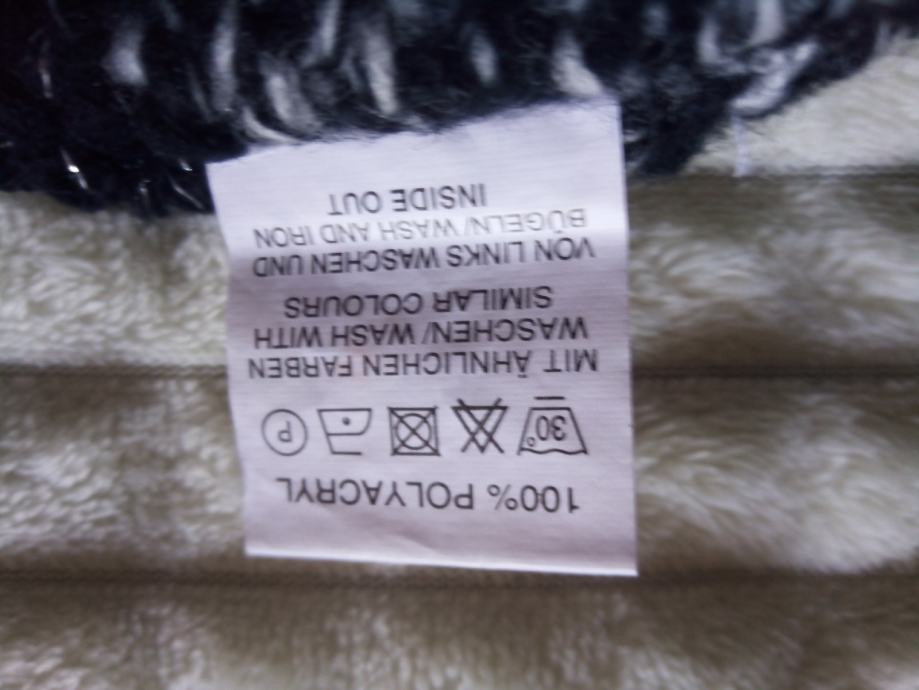 100% POLYACRYL
30° P
MIT ÄHNLICHEN FARBEN
WASCHEN/ WASH WITH
SIMILAR COLOURS
VON LINKS WASCHEN UND
BÜGELN/ WASH AND IRON
INSIDE OUT